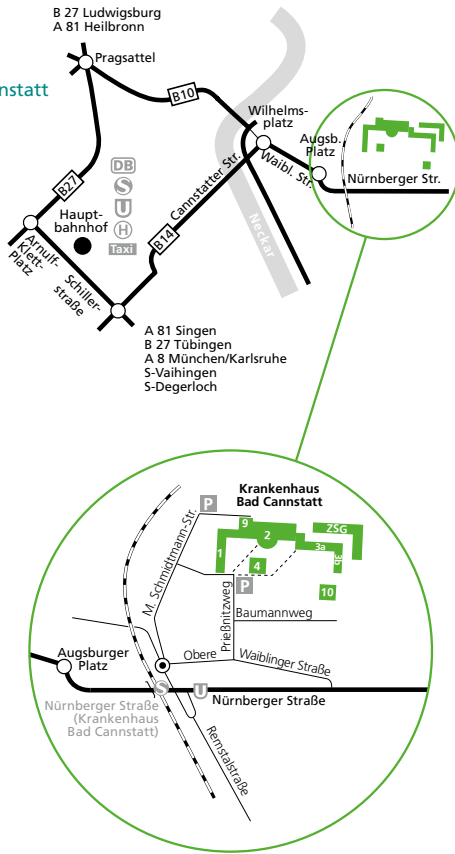 B 27 Ludwigsburg
A 81 Heilbronn
nstatt
Pragsattel
B10
Wilhelms-
platz
Augsb.
Platz
Waibl. Str.
Nürnberger Str.
Cannstatter Str.
DB
S
U
H
Taxi
B27
Haupt-
bahnhof
Neckar
B14
Arnulf-
Klett-
Platz
Schiller-
straße
A 81 Singen
B 27 Tübingen
A 8 München/Karlsruhe
S-Vaihingen
S-Degerloch
Krankenhaus
Bad Cannstatt
P
M. Schmidtmann-Str.
9
2
ZSG
3a
3b
1
4
10
P
Prießnitzweg
Baumannweg
Augsburger
Platz
Obere
Waiblinger Straße
S
U
Nürnberger Straße
Nürnberger Straße
(Krankenhaus
Bad Cannstatt)
Remstalstraße